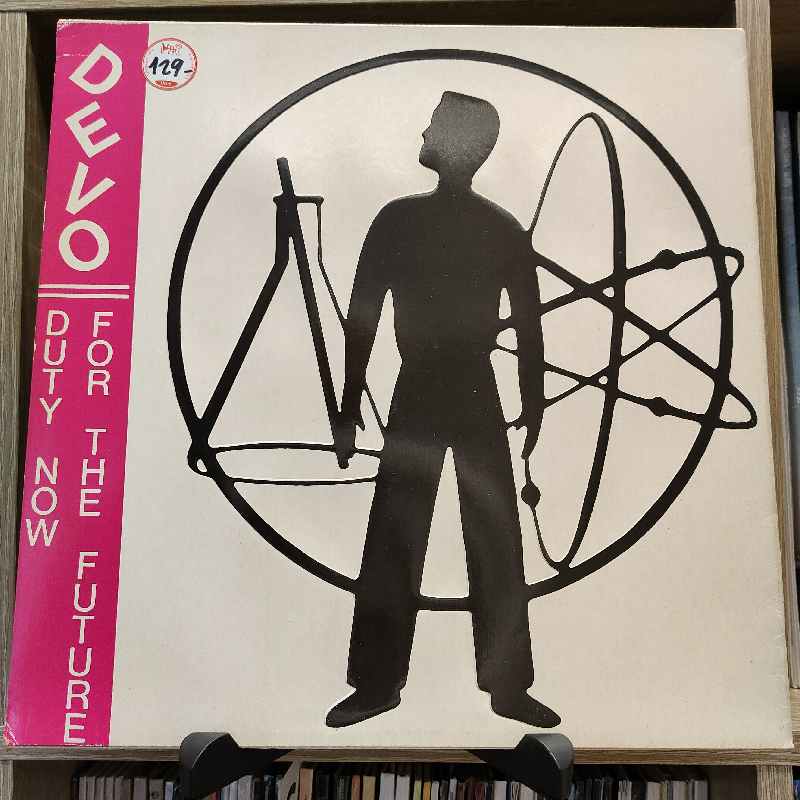 DEVO
129-
DUTY NOW
FOR THE FUTURE